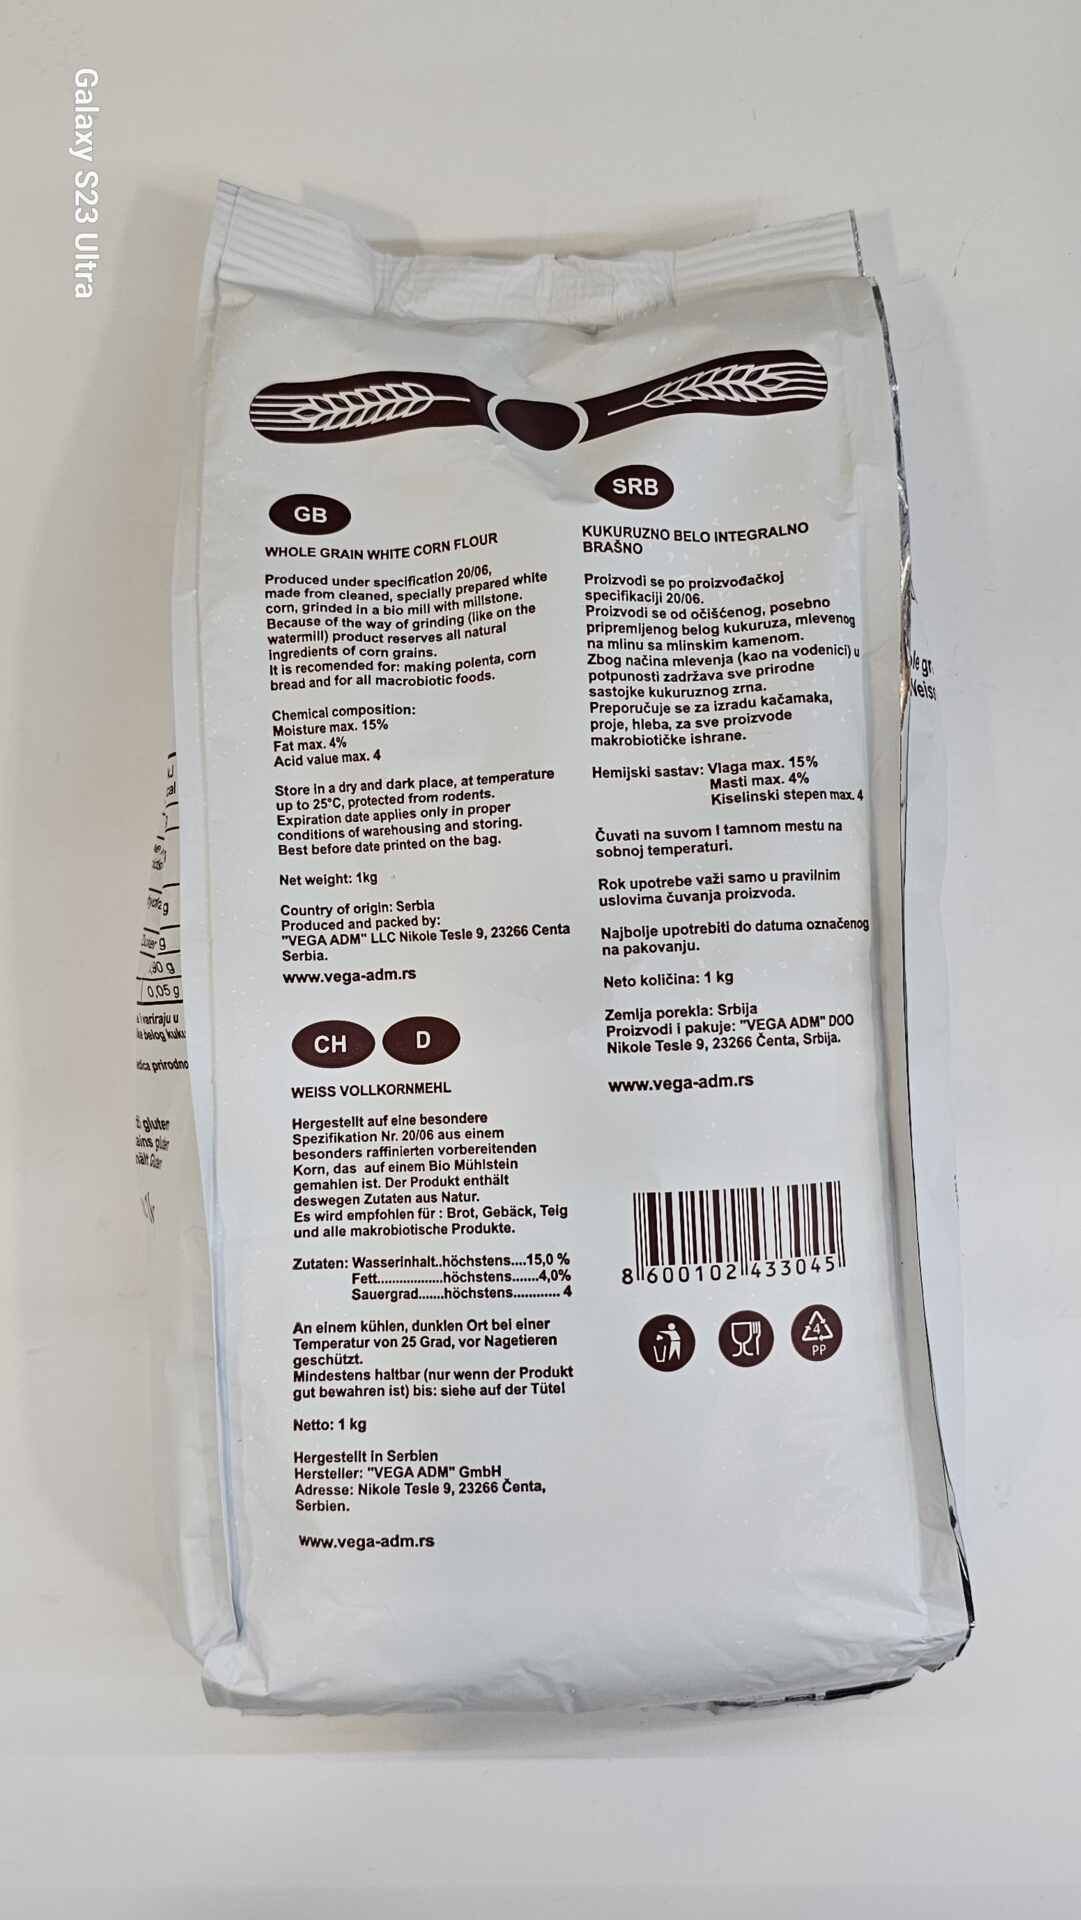 Galaxy S23 Ultra
GB
WHOLE GRAIN WHITE CORN FLOUR
Produced under specification 20/06,
made from cleaned, specially prepared white
corn, grinded in a bio mill with millstone.
Because of the way of grinding (like on the
watermill) product reserves all natural
ingredients of corn grains.
It is recomended for: making polenta, corn
bread and for all macrobiotic foods.
Chemical composition:
Moisture max. 15%
Fat max. 4%
Acid value max. 4
Store in a dry and dark place, at temperature
up to 25°C, protected from rodents.
Expiration date applies only in proper
conditions of warehousing and storing.
Best before date printed on the bag.
Net weight: 1kg
Country of origin: Serbia
Produced and packed by:
"VEGA ADM" LLC Nikole Tesle 9, 23266 Centa
Serbia.
www.vega-adm.rs
CH D
WEISS VOLLKORNMEHL
Hergestellt auf eine besondere
Spezifikation Nr. 20/06 aus einem
besonders raffinierten vorbereitenden
Korn, das auf einem Bio Mühlstein
gemahlen ist. Der Produkt enthält
deswegen Zutaten aus Natur.
Es wird empfohlen für : Brot, Gebäck, Teig
und alle makrobiotische Produkte.
Zutaten: Wasserinhalt..höchstens....15,0 %
Fett..................höchstens.......4,0%
Sauergrad.......höchstens............ 4
An einem kühlen, dunklen Ort bei einer
Temperatur von 25 Grad, vor Nagetieren
geschützt.
Mindestens haltbar (nur wenn der Produkt
gut bewahren ist) bis: siehe auf der Tütel
Netto: 1 kg
Hergestellt in Serbien
Hersteller: "VEGA ADM" GmbH
Adresse: Nikole Tesle 9, 23266 Čenta,
Serbien.
www.vega-adm.rs
SRB
KUKURUZNO BELO INTEGRALNO
BRAŠNO
Proizvodi se po proizvođačkoj
specifikaciji 20/06.
Proizvodi se od očišćenog, posebno
pripremljenog belog kukuruza, mlevenog
na mlinu sa mlinskim kamenom.
Zbog načina mlevenja (kao na vodenici) u
potpunosti zadržava sve prirodne
sastojke kukuruznog zrna.
Preporučuje se za izradu kačamaka,
proje, hleba, za sve proizvode
makrobiotičke ishrane.
Hemijski sastav: Vlaga max. 15%
Masti max. 4%
Kiselinski stepen max. 4
Čuvati na suvom I tamnom mestu na
sobnoj temperaturi.
Rok upotrebe važi samo u pravilnim
uslovima čuvanja proizvoda.
Najbolje upotrebiti do datuma označenog
na pakovanju.
Neto količina: 1 kg
Zemlja porekla: Srbija
Proizvodi i pakuje: "VEGA ADM" DOO
Nikole Tesle 9, 23266 Čenta, Srbija.
www.vega-adm.rs
8 600102 433045
4
PP
0,05 g
variraju u
belog
prirodno
gluten